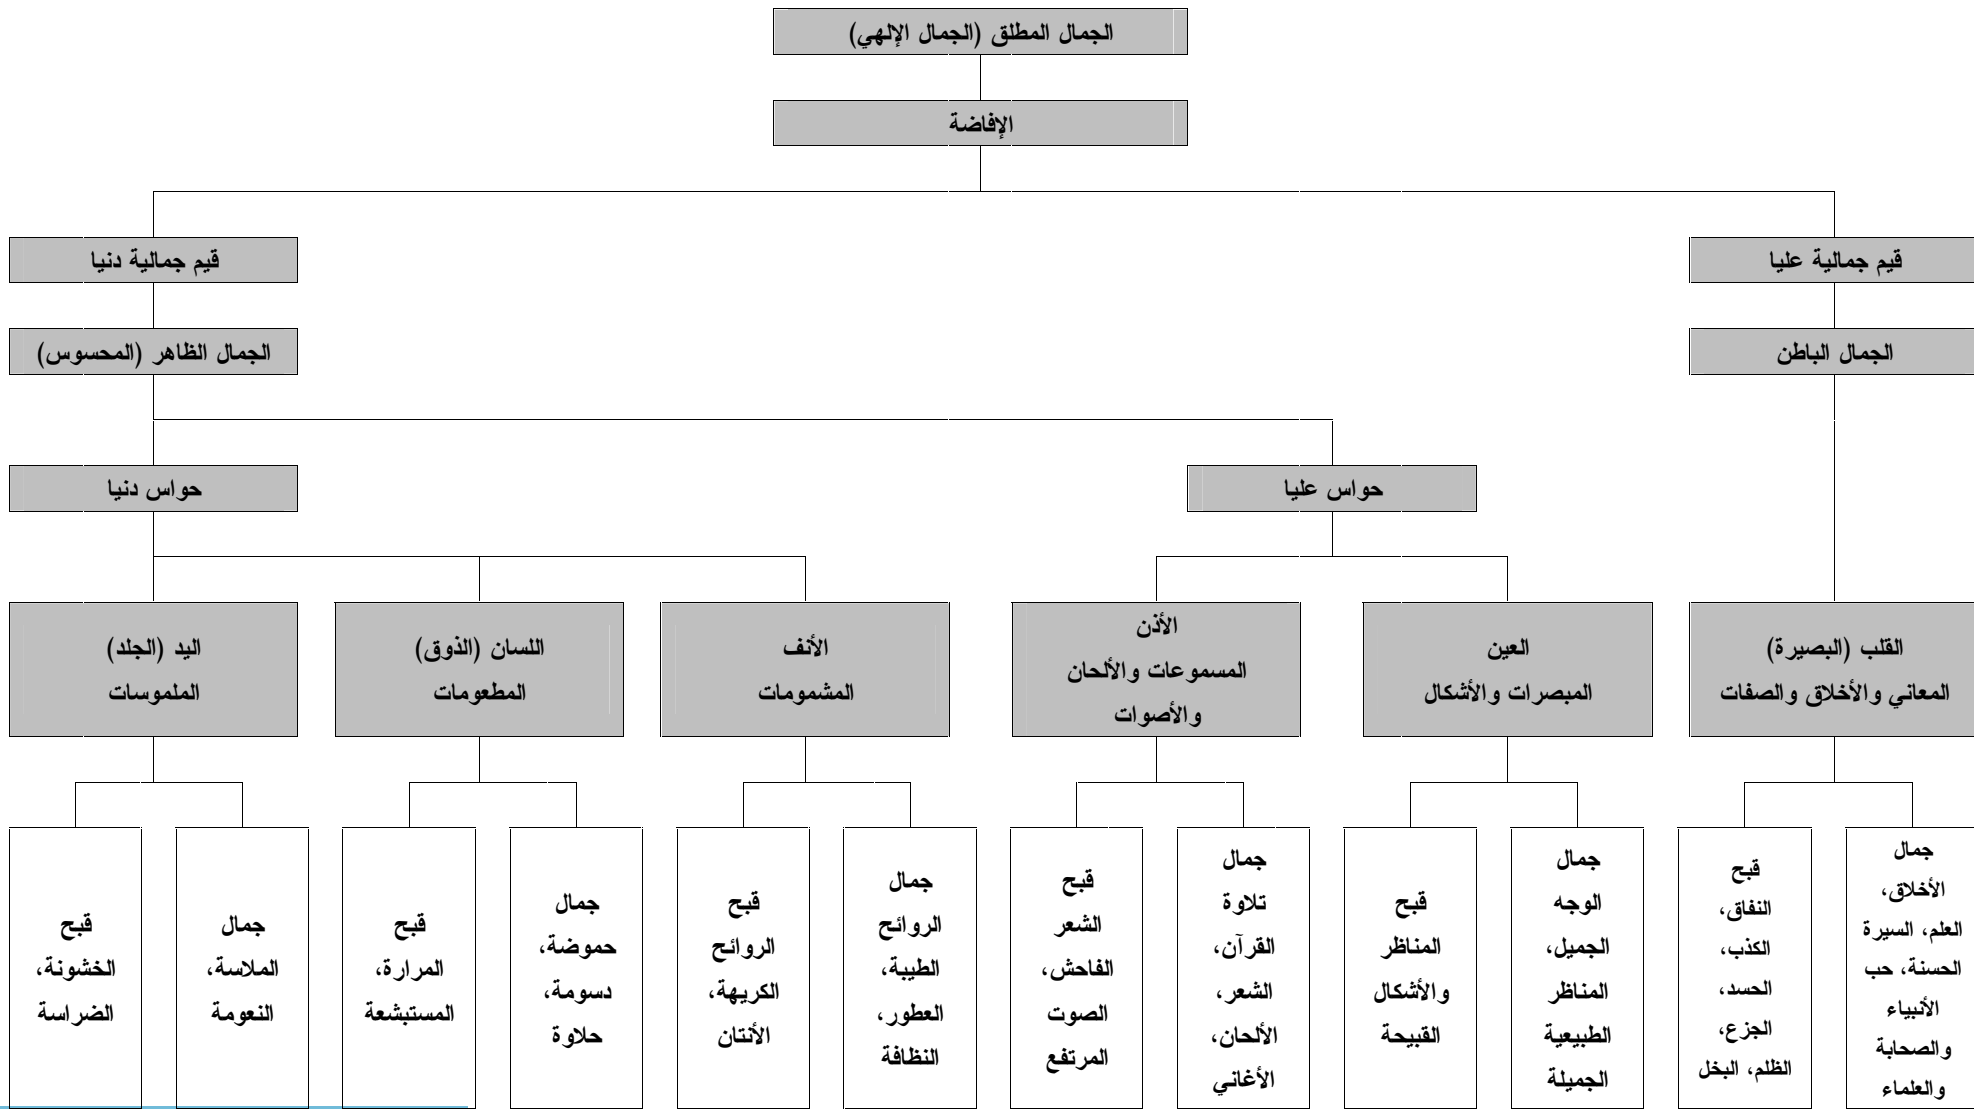 الجمال المطلق (الجمال الإلهي)
الإفاضة
قيم جمالية عليا
قيم جمالية دنيا
الجمال الباطن
الجمال الظاهر (المحسوس)
حواس عليا
حواس دنيا
القلب (البصيرة)
المعاني والأخلاق والصفات
العين
المبصرات والأشكال
الأذن
المسموعات والألحان
والأصوات
الأنف
المشمومات
اللسان (الذوق)
المطعومات
اليد (الجلد)
الملموسات
جمال
الأخلاق،
العلم، السيرة
الحسنة، حب
الأنبياء
والصحابة
والعلماء
قبح
النفاق،
الكذب،
الحسد،
الجزع،
الظلم، البخل
جمال
الوجه
الجميل،
المناظر
الطبيعية
الجميلة
قبح
المناظر
والأشكال
القبيحة
جمال
تلاوة
القرآن،
الشعر،
الألحان،
الأغاني
قبح
الشعر
الفاحش،
الصوت
المرتفع
جمال
الروائح
الطيبة،
العطور،
النظافة
قبح
الروائح
الكريهة،
الأنتان
جمال
حموضة،
دسومة،
حلاوة
قبح
المرارة،
المستبشعة
جمال
الملاسة،
النعومة
قبح
الخشونة،
الضراسة